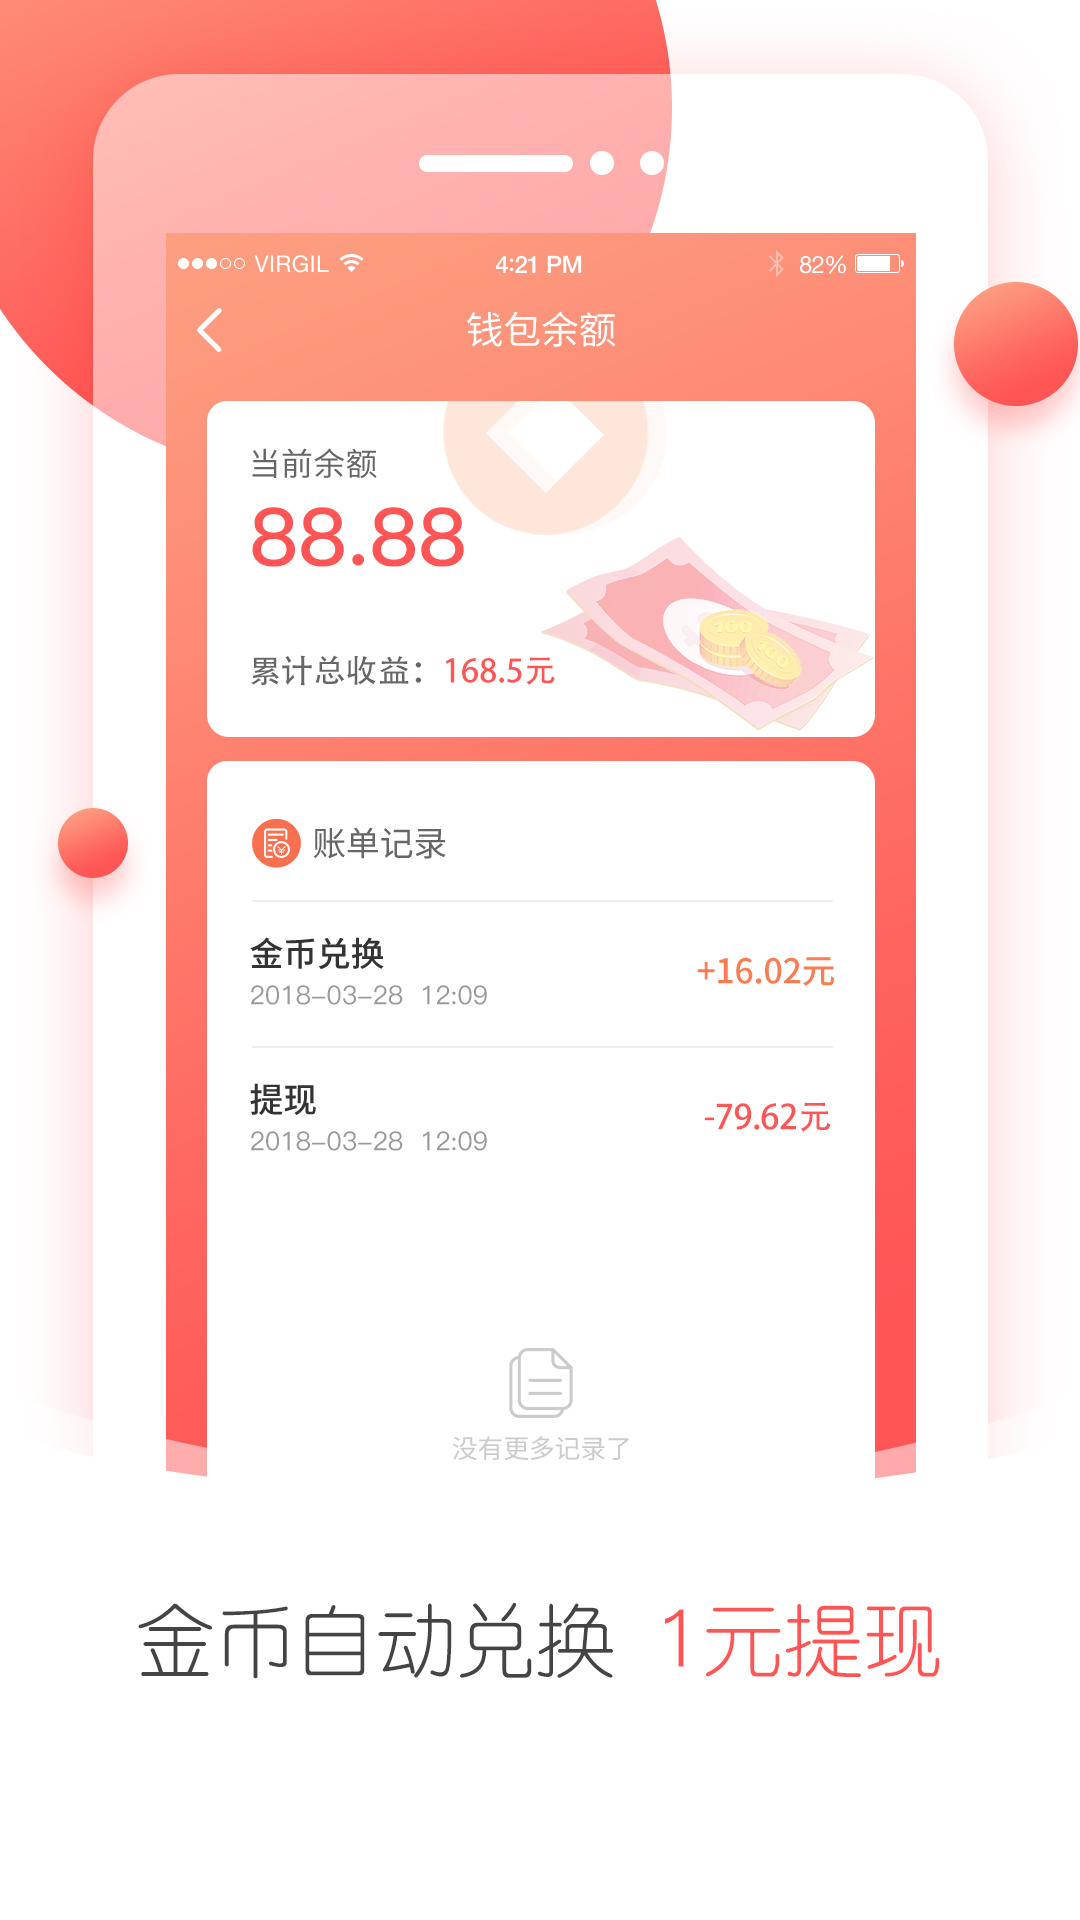 VIRGIL 4:21 PM 82%
钱包余额
当前余额
88.88
累计总收益：168.5元
100
100
账单记录
金币兑换
+16.02元
2018-03-28 12:09
提现
-79.62元
2018-03-28 12:09
没有更多记录了
金币自动兑换 1元提现